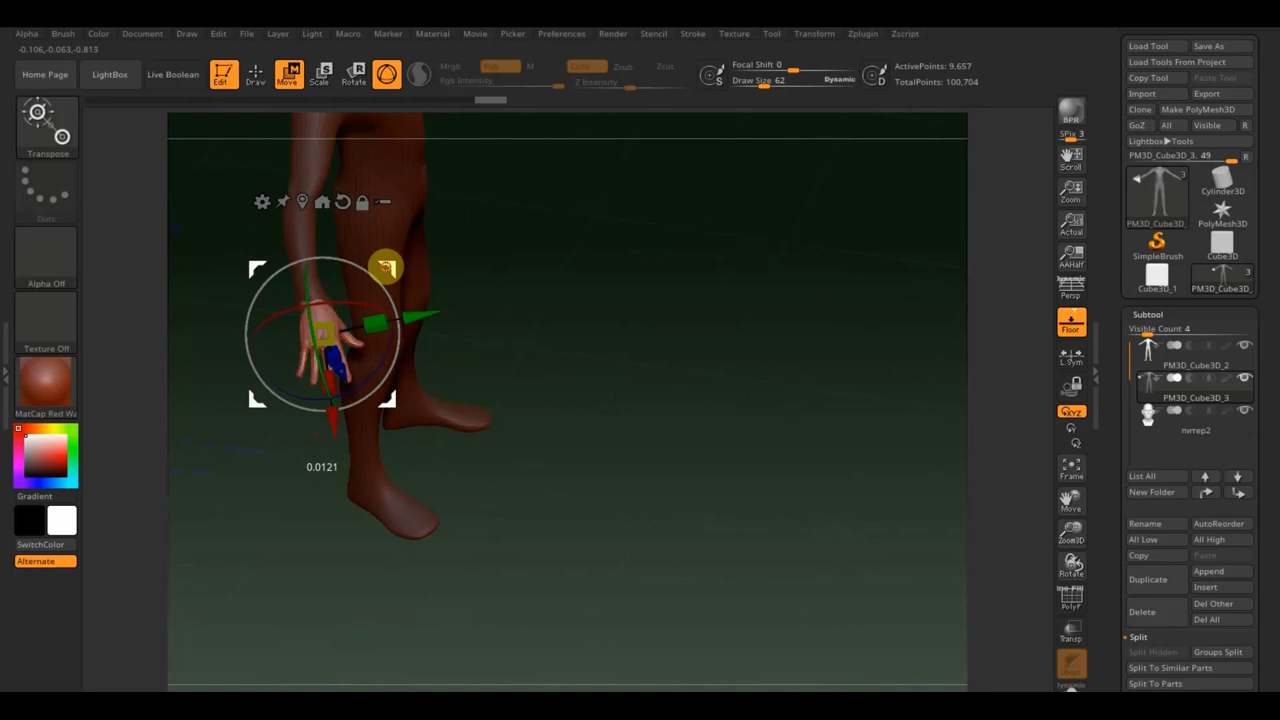 Alpha Brush Color Document Draw Edit File Layer Light Macro Marker Material Movie Picker Preferences Render Stencil Stroke Texture Tool Transform Zplugin Zscript
-0.106,-0.063,-0.813
Home Page LightBox Live Boolean Edit Draw Move Scale Rotate Mrgb Rgb M Zadd Zsub Zcut
Rgb Intensity Z Intensity
Focal Shift 0
Draw Size 62 Dynamic
S D
ActivePoints: 9,657
TotalPoints: 100,704
Transpose
Dots
Alpha Off
Texture Off
MatCap Red Wa
Gradient
SwitchColor
Alternate
0.0121
BPR
SPix 3
Scroll
Zoom
Actual
AAHalf
Persp
Floor
L.Sym
XYZ
Y
Z
Frame
Move
Zoom3D
Rotate
PolyF
Transp
Dynamic
Load Tool Save As
Load Tools From Project
Copy Tool Paste Tool
Import Export
Clone Make PolyMesh3D
GoZ All Visible R
Lightbox▶Tools
PM3D_Cube3D_3. 49 R
3
Cylinder3D
PM3D_Cube3D_ PolyMesh3D
SimpleBrush Cube3D
3
Cube3D_1 PM3D_Cube3D_
Subtool
Visible Count 4
PM3D_Cube3D_2
PM3D_Cube3D_3
питер2
List All
New Folder
Rename AutoReorder
All Low All High
Copy Paste
Duplicate Append
Insert
Delete Del Other
Del All
Split
Split Hidden Groups Split
Split To Similar Parts
Split To Parts